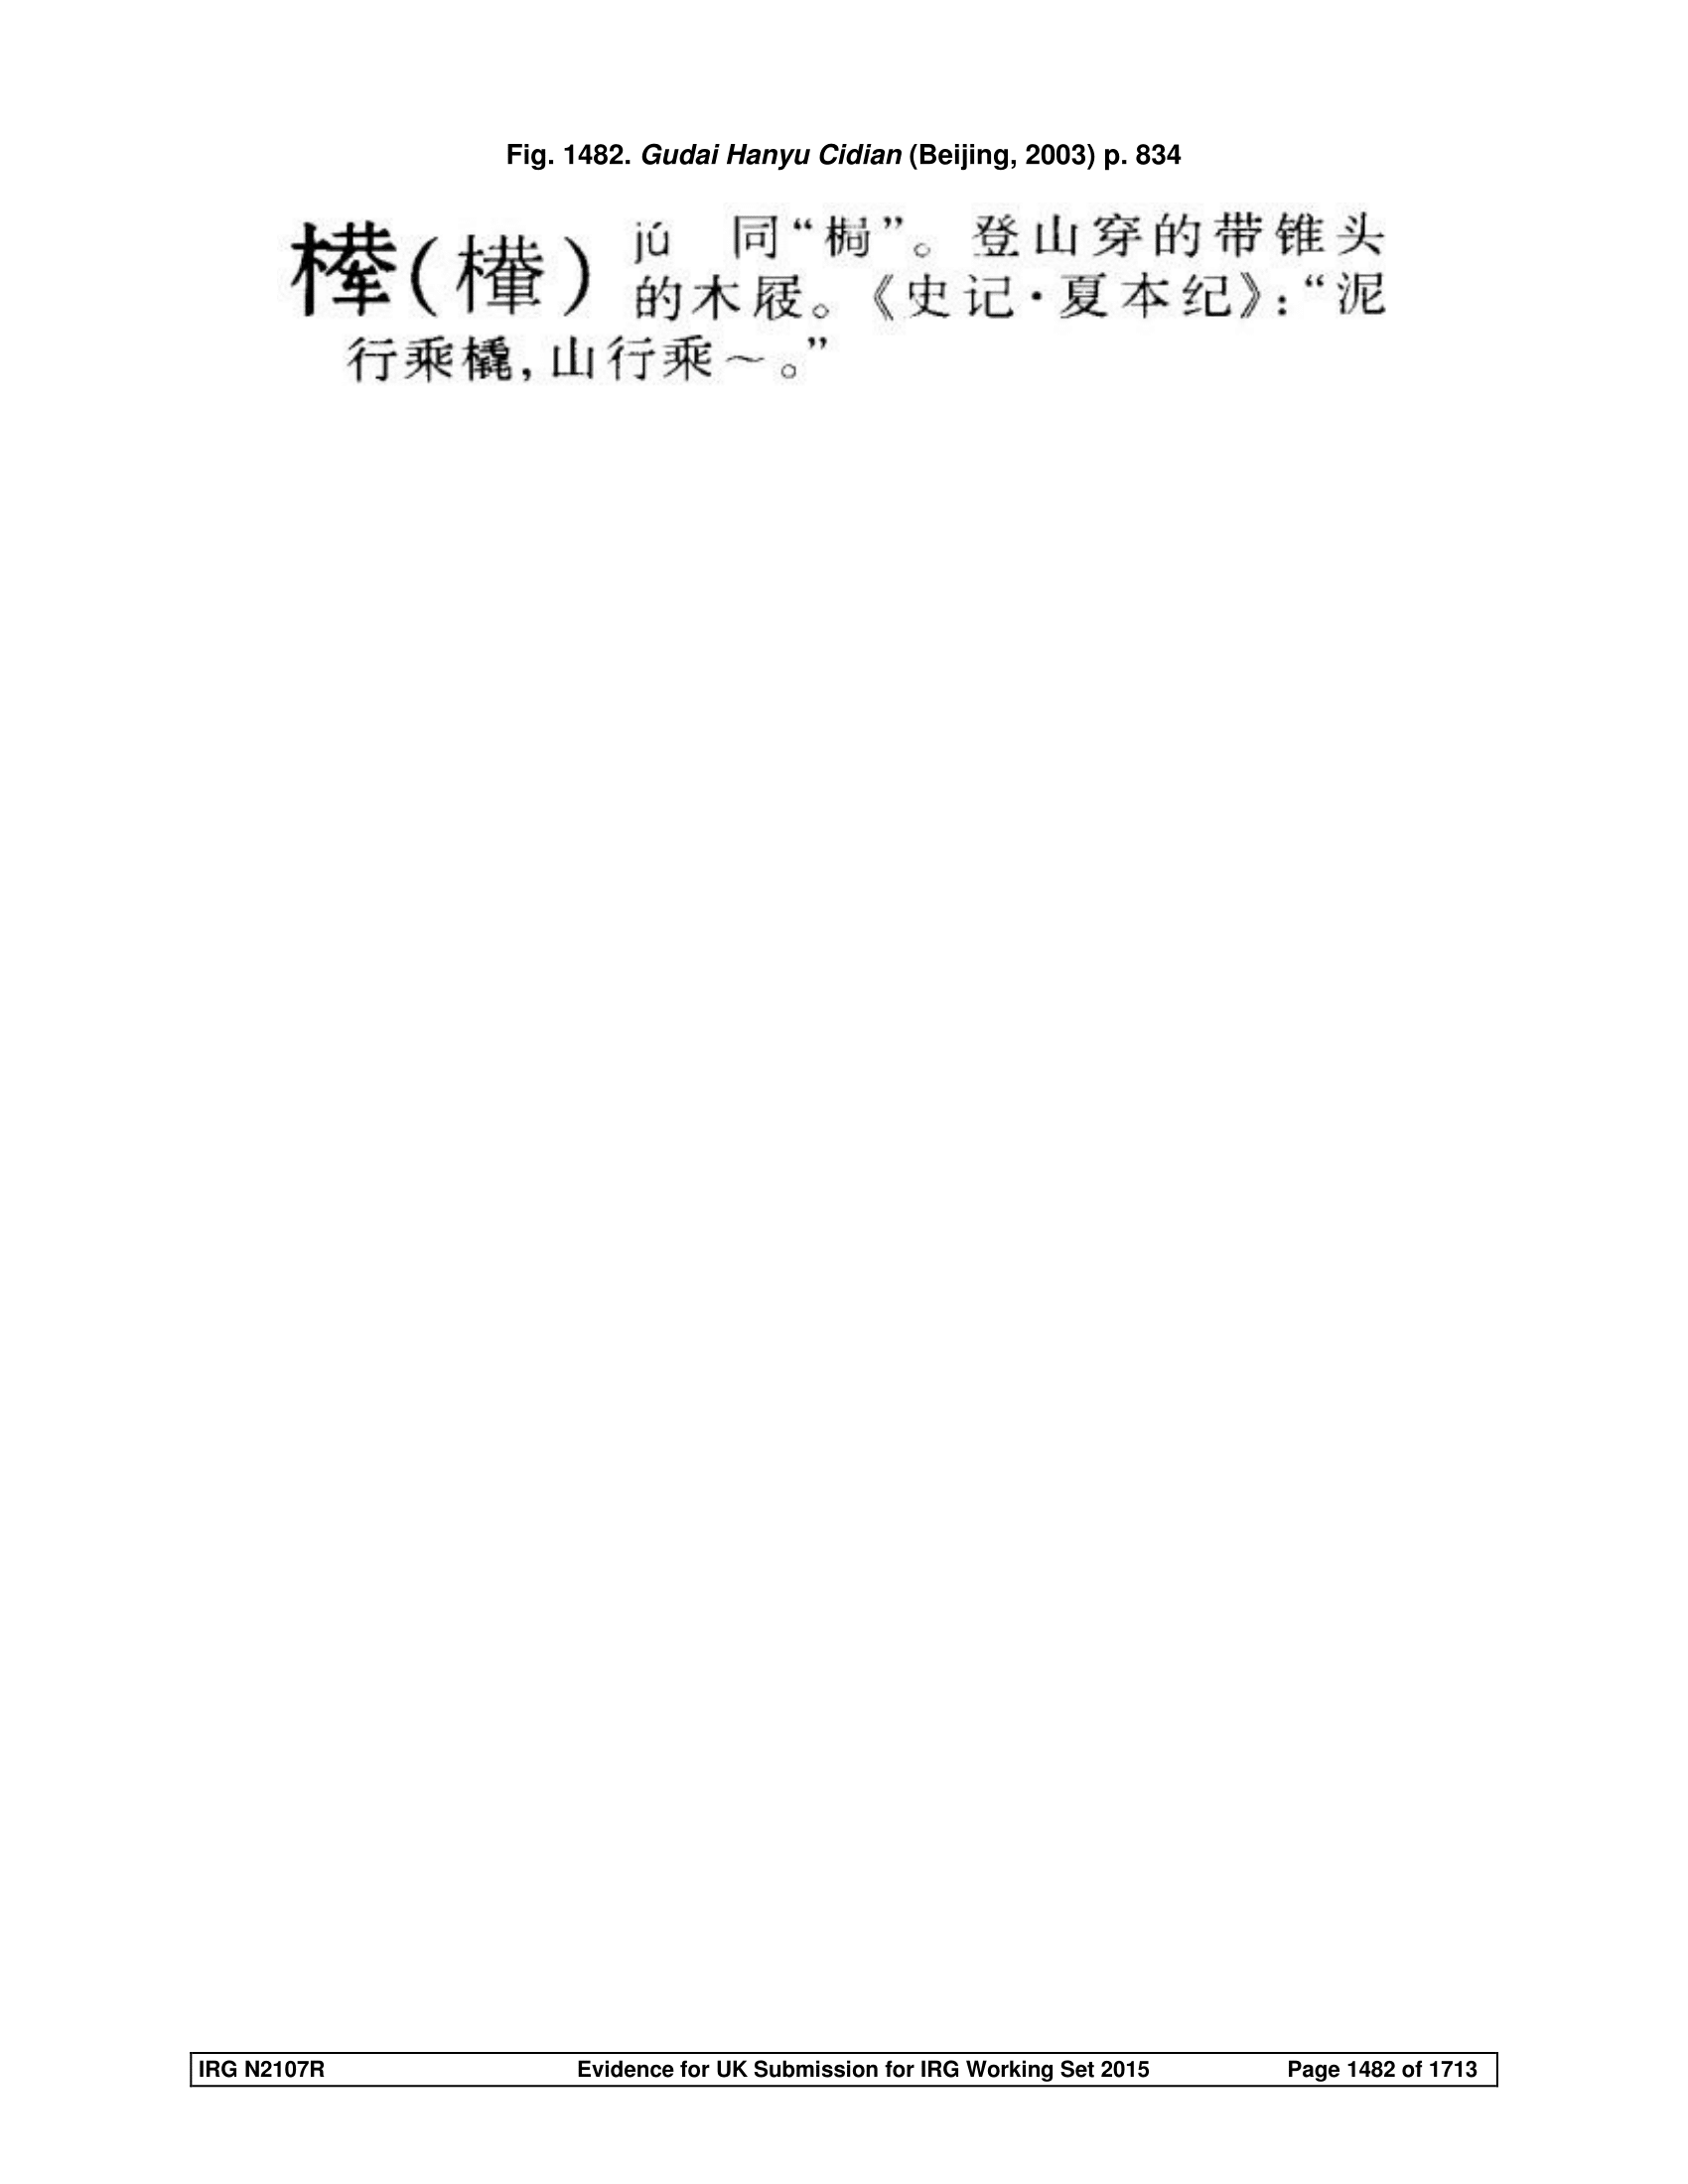 Fig. 1482. Gudai Hanyu Cidian (Beijing, 2003) p. 834
(檋) jú 同“梮”。登山穿的带锥头
的木屐。《史记·夏本纪》:“泥
行乘橇,山行乘～。”
IRG N2107R Evidence for UK Submission for IRG Working Set 2015 Page 1482 of 1713